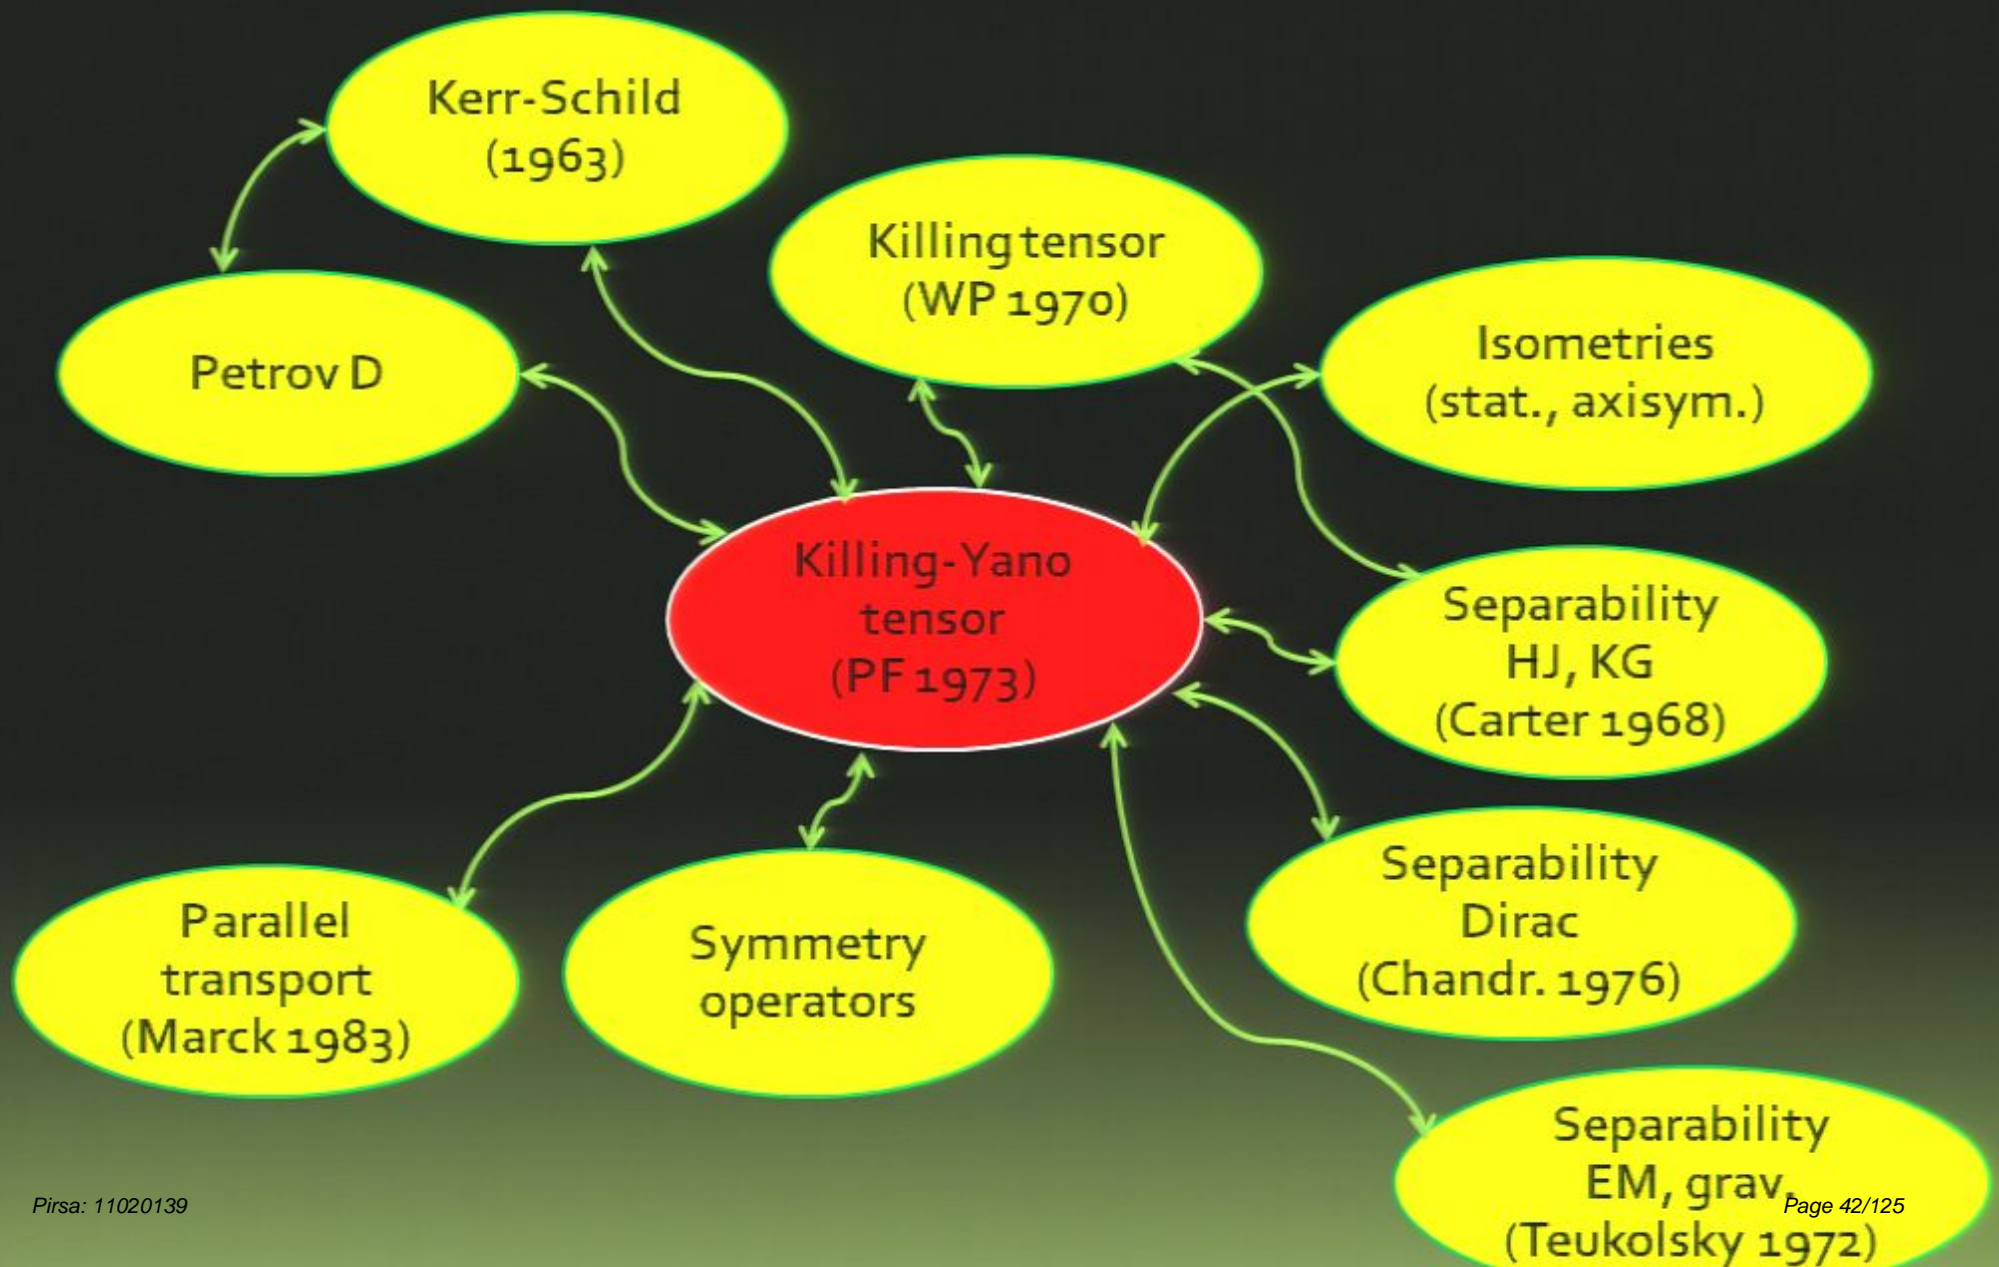 Kerr-Schild
(1963)
Killing tensor
(WP 1970)
Isometries
(stat., axisym.)
Petrov D
Killing-Yano
tensor
(PF 1973)
Separability
HJ, KG
(Carter 1968)
Separability
Dirac
(Chandr. 1976)
Parallel
transport
(Marck 1983)
Symmetry
operators
Separability
EM, grav.
(Teukolsky 1972)
Pirsa: 11020139
Page 42/125